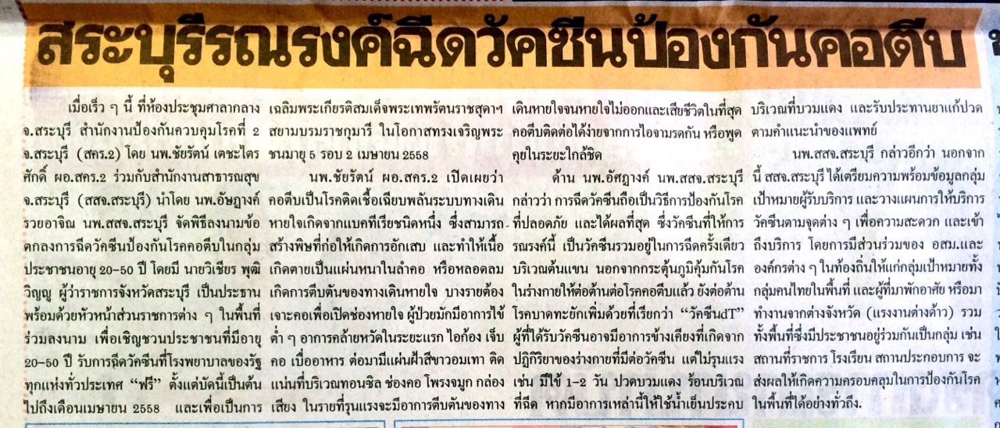 สระบุรีรณรงค์ฉีดวัคซีนป้องกันคอตีบ
เมื่อเร็ว ๆ นี้ ที่ห้องประชุมศาลากลาง
จ.สระบุรี สำนักงานป้องกันควบคุมโรคที่ 2
จ.สระบุรี (สคร.2) โดย นพ.ชัยรัตน์ เตชะไตร
ศักดิ์ ผอ.สคร.2 ร่วมกับสำนักงานสาธารณสุข
จ.สระบุรี (สสจ.สระบุรี) นำโดย นพ.อัษฎางค์
รวยอาจิณ นพ.สสจ.สระบุรี จัดพิธีลงนามข้อ
ตกลงการฉีดวัคซีนป้องกันโรคคอตีบในกลุ่ม
ประชาชนอายุ 20-50 ปี โดยมี นายวิเชียร พุฒิ
วิญญู ผู้ว่าราชการจังหวัดสระบุรี เป็นประธาน
พร้อมด้วยหัวหน้าส่วนราชการต่าง ๆ ในพื้นที่
ร่วมลงนาม เพื่อเชิญชวนประชาชนที่มีอายุ
20-50 ปี รับการฉีดวัคซีนที่โรงพยาบาลของรัฐ
ทุกแห่งทั่วประเทศ “ฟรี” ตั้งแต่บัดนี้เป็นต้น
ไปถึงเดือนเมษายน 2558 และเพื่อเป็นการ
เฉลิมพระเกียรติสมเด็จพระเทพรัตนราชสุดาฯ
สยามบรมราชกุมารี ในโอกาสทรงเจริญพระ
ชนมายุ 5 รอบ 2 เมษายน 2558
นพ.ชัยรัตน์ ผอ.สคร.2 เปิดเผยว่า
คอตีบเป็นโรคติดเชื้อเฉียบพลันระบบทางเดิน
หายใจเกิดจากแบคทีเรียชนิดหนึ่ง ซึ่งสามารถ
สร้างพิษที่ก่อให้เกิดการอักเสบ และทำให้เนื้อ
เกิดตายเป็นแผ่นหนาในลำคอ หรือหลอดลม
เกิดการตีบตันของทางเดินหายใจ บางรายต้อง
เจาะคอเพื่อเปิดช่องหายใจ ผู้ป่วยมักมีอาการไข้
ต่ำ ๆ อาการคล้ายหวัดในระยะแรก ไอก้อง เจ็บ
คอ เบื่ออาหาร ต่อมามีแผ่นฝ้าสีขาวอมเทา ติด
แน่นที่บริเวณทอนซิล ช่องคอ โพรงจมูก กล่อง
เสียง ในรายที่รุนแรงจะมีอาการตีบตันของทาง
เดินหายใจจนหายใจไม่ออกและเสียชีวิตในที่สุด
คอตีบติดต่อได้ง่ายจากการไอจามรดกัน หรือพูด
คุยในระยะใกล้ชิด
ด้าน นพ.อัศฎางค์ นพ.สสจ.สระบุรี
กล่าวว่า การฉีดวัคซีนถือเป็นวิธีการป้องกันโรค
ที่ปลอดภัย และได้ผลที่สุด ซึ่งวัคซีนที่ให้การ
รณรงค์นี้ เป็นวัคซีนรวมอยู่ในการฉีดครั้งเดียว
บริเวณต้นแขน นอกจากกระตุ้นภูมิคุ้มกันโรค
ในร่างกายให้ต่อต้านต่อโรคคอตีบแล้ว ยังต่อต้าน
โรคบาดทะยักเพิ่มด้วยที่เรียกว่า “วัคซีนdT”
ผู้ที่ได้รับวัคซีนอาจมีอาการข้างเคียงที่เกิดจาก
ปฏิกิริยาของร่างกายที่มีต่อวัคซีน แต่ไม่รุนแรง
เช่น มีไข้ 1-2 วัน ปวดบวมแดง ร้อนบริเวณ
ที่ฉีด หากมีอาการเหล่านี้ให้ใช้น้ำเย็นประคบ
บริเวณที่บวมแดง และรับประทานยาแก้ปวด
ตามคำแนะนำของแพทย์
นพ.สสจ.สระบุรี กล่าวอีกว่า นอกจาก
นี้ สสจ.สระบุรี ได้เตรียมความพร้อมข้อมูลกลุ่ม
เป้าหมายผู้รับบริการ และวางแผนการให้บริการ
วัคซีนตามจุดต่าง ๆ เพื่อความสะดวก และเข้า
ถึงบริการ โดยการมีส่วนร่วมของ อสม.และ
องค์กรต่าง ๆ ในท้องถิ่นให้แก่กลุ่มเป้าหมายทั้ง
กลุ่มคนไทยในพื้นที่ และผู้ที่มาพักอาศัย หรือมา
ทำงานจากต่างจังหวัด (แรงงานต่างด้าว) รวม
ทั้งพื้นที่ซึ่งมีประชาชนอยู่ร่วมกันเป็นกลุ่ม เช่น
สถานที่ราชการ โรงเรียน สถานประกอบการ จะ
ส่งผลให้เกิดความครอบคลุมในการป้องกันโรค
ในพื้นที่ได้อย่างทั่วถึง.